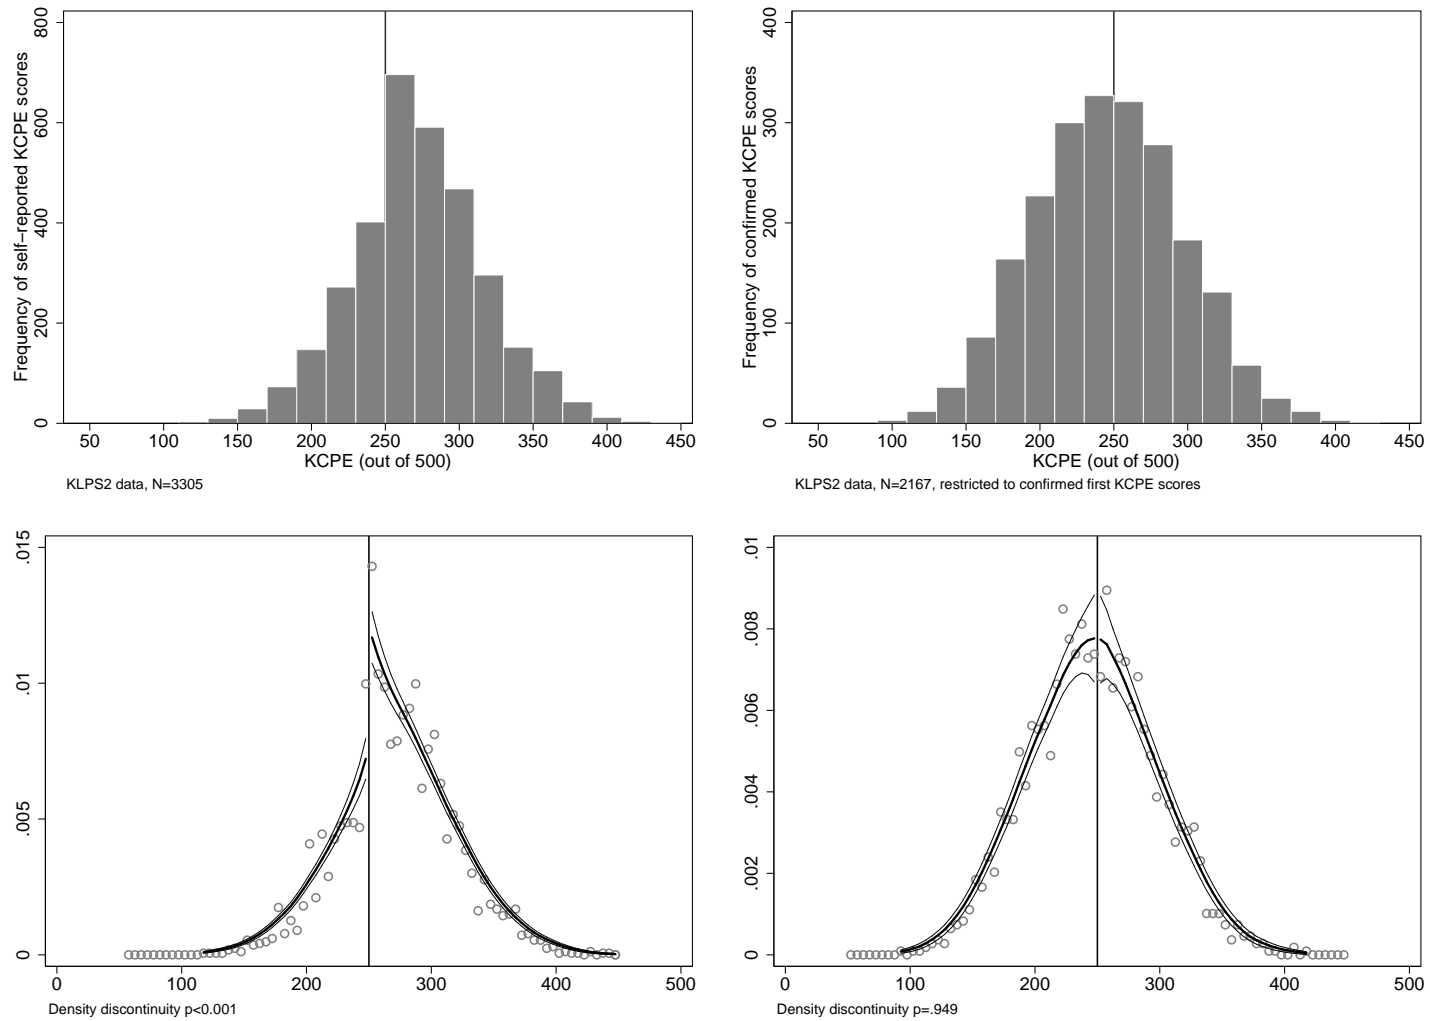 Frequency of self−reported KCPE scores
800
600
400
200
0
50 100 150 200 250 300 350 400 450
KCPE (out of 500)
KLPS2 data, N=3305
Frequency of confirmed KCPE scores
400
300
200
100
0
50 100 150 200 250 300 350 400 450
KCPE (out of 500)
KLPS2 data, N=2167, restricted to confirmed first KCPE scores
.015
.01
.005
0
0 100 200 300 400 500
Density discontinuity p<0.001
.01
.008
.006
.004
.002
0
0 100 200 300 400 500
Density discontinuity p=.949